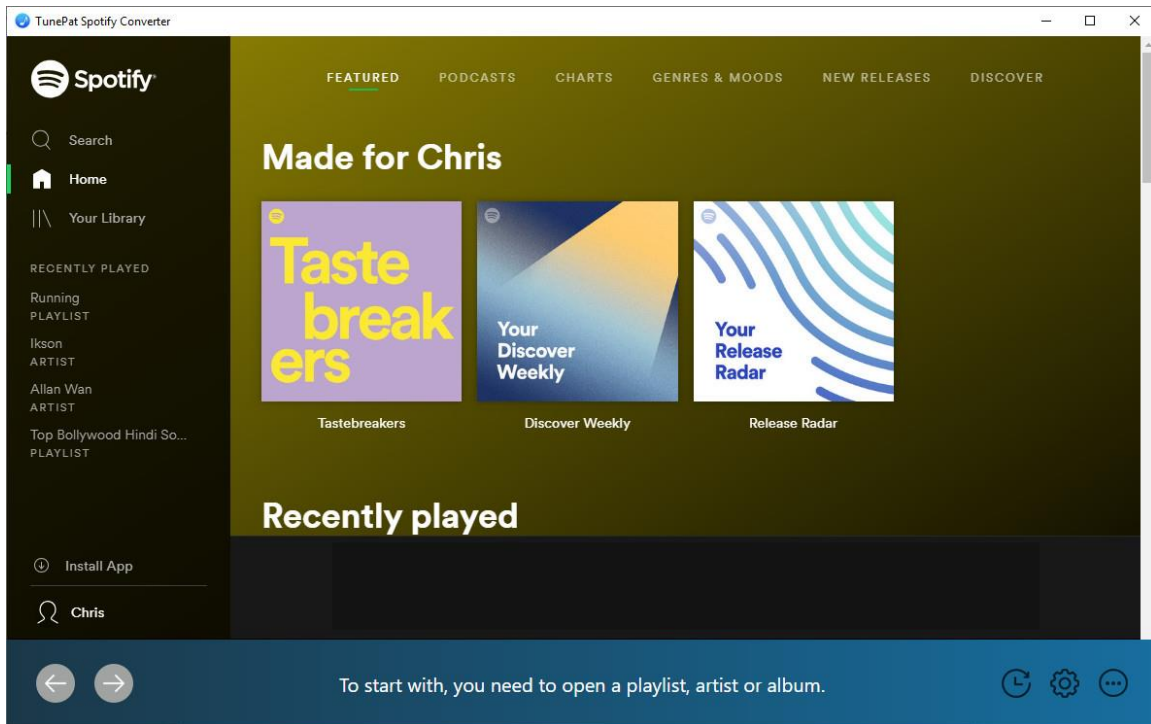 TunePat Spotify Converter
Spotify
Search
Home
Your Library
RECENTLY PLAYED
Running
PLAYLIST
Ikson
ARTIST
Allan Wan
ARTIST
Top Bollywood Hindi So...
PLAYLIST
Install App
Chris
FEATURED PODCASTS CHARTS GENRES & MOODS NEW RELEASES DISCOVER
Made for Chris
Taste
break
ers
Tastebreakers
Your
Discover
Weekly
Discover Weekly
Your
Release
Radar
Release Radar
Recently played
To start with, you need to open a playlist, artist or album.